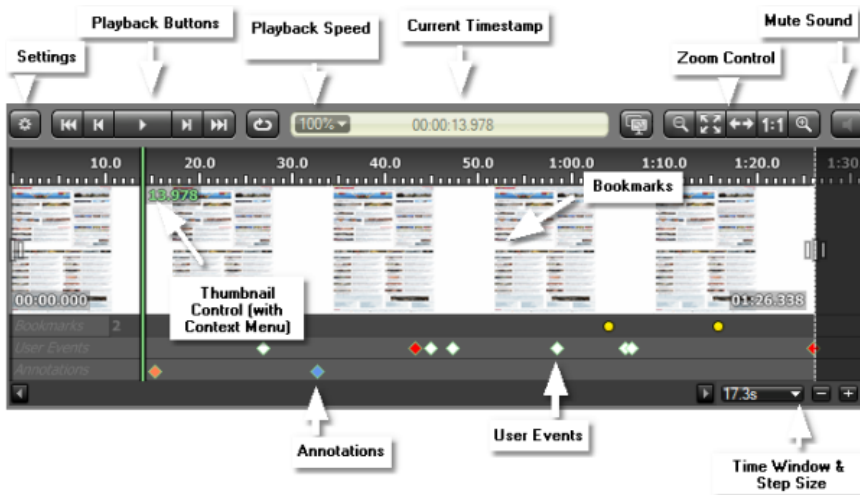 Playback Buttons
Playback Speed
Current Timestamp
Mute Sound
Settings
Zoom Control
100%
00:00:13.978
1:1
10.0 20.0 30.0 40.0 50.0 1:00.0 1:10.0 1:20.0 1:30
13.978
Bookmarks
Thumbnail
Control (with
Context Menu)
00:00.000
01:26.338
Bookmarks 2
User Events
Annotations
17.3s
Annotations
User Events
Time Window &
Step Size